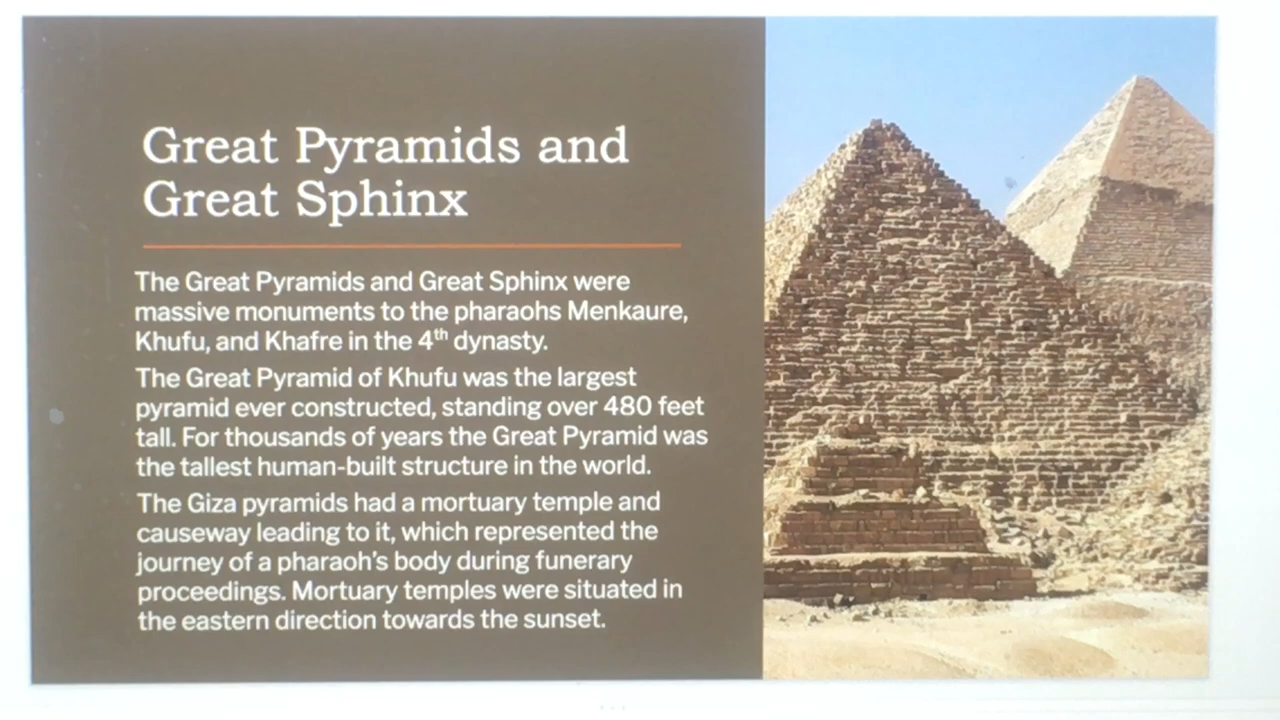 Great Pyramids and
Great Sphinx
The Great Pyramids and Great Sphinx were
massive monuments to the pharaohs Menkaure,
Khufu, and Khafre in the 4th dynasty.
The Great Pyramid of Khufu was the largest
pyramid ever constructed, standing over 480 feet
tall. For thousands of years the Great Pyramid was
the tallest human-built structure in the world.
The Giza pyramids had a mortuary temple and
causeway leading to it, which represented the
journey of a pharaoh's body during funerary
proceedings. Mortuary temples were situated in
the eastern direction towards the sunset.